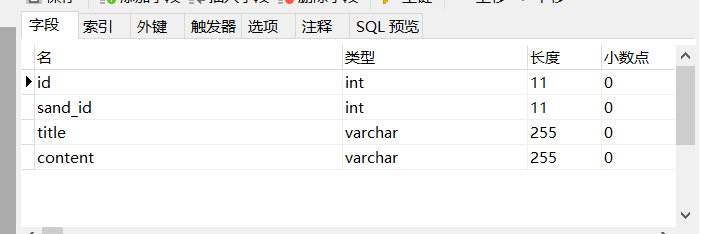 字段 索引 外键 触发器 选项 注释 SQL 预览
名 类型 长度 小数点
id int 11 0
sand_id int 11 0
title varchar 255 0
content varchar 255 0